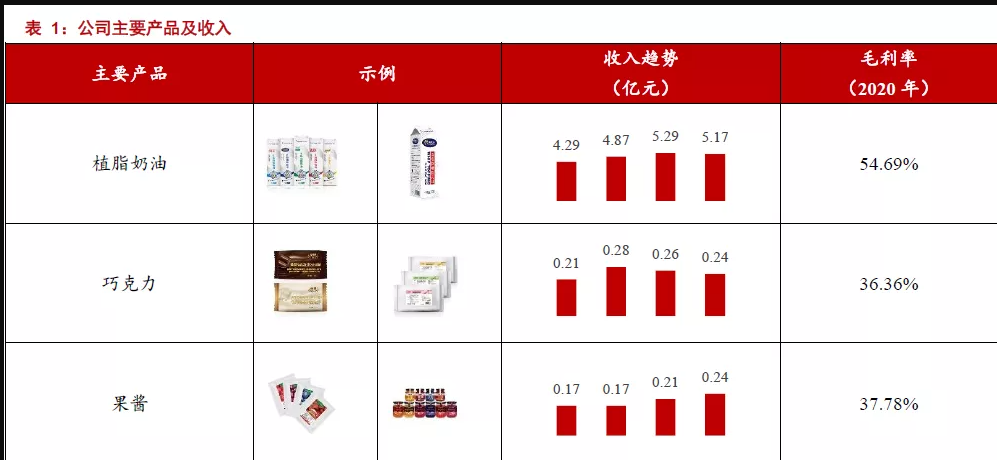 表 1：公司主要产品及收入
主要产品 示例 收入趋势（亿元） 毛利率（2020 年）
植脂奶油 4.29 4.87 5.29 5.17 54.69%
巧克力 0.21 0.28 0.26 0.24 36.36%
果酱 0.17 0.17 0.21 0.24 37.78%